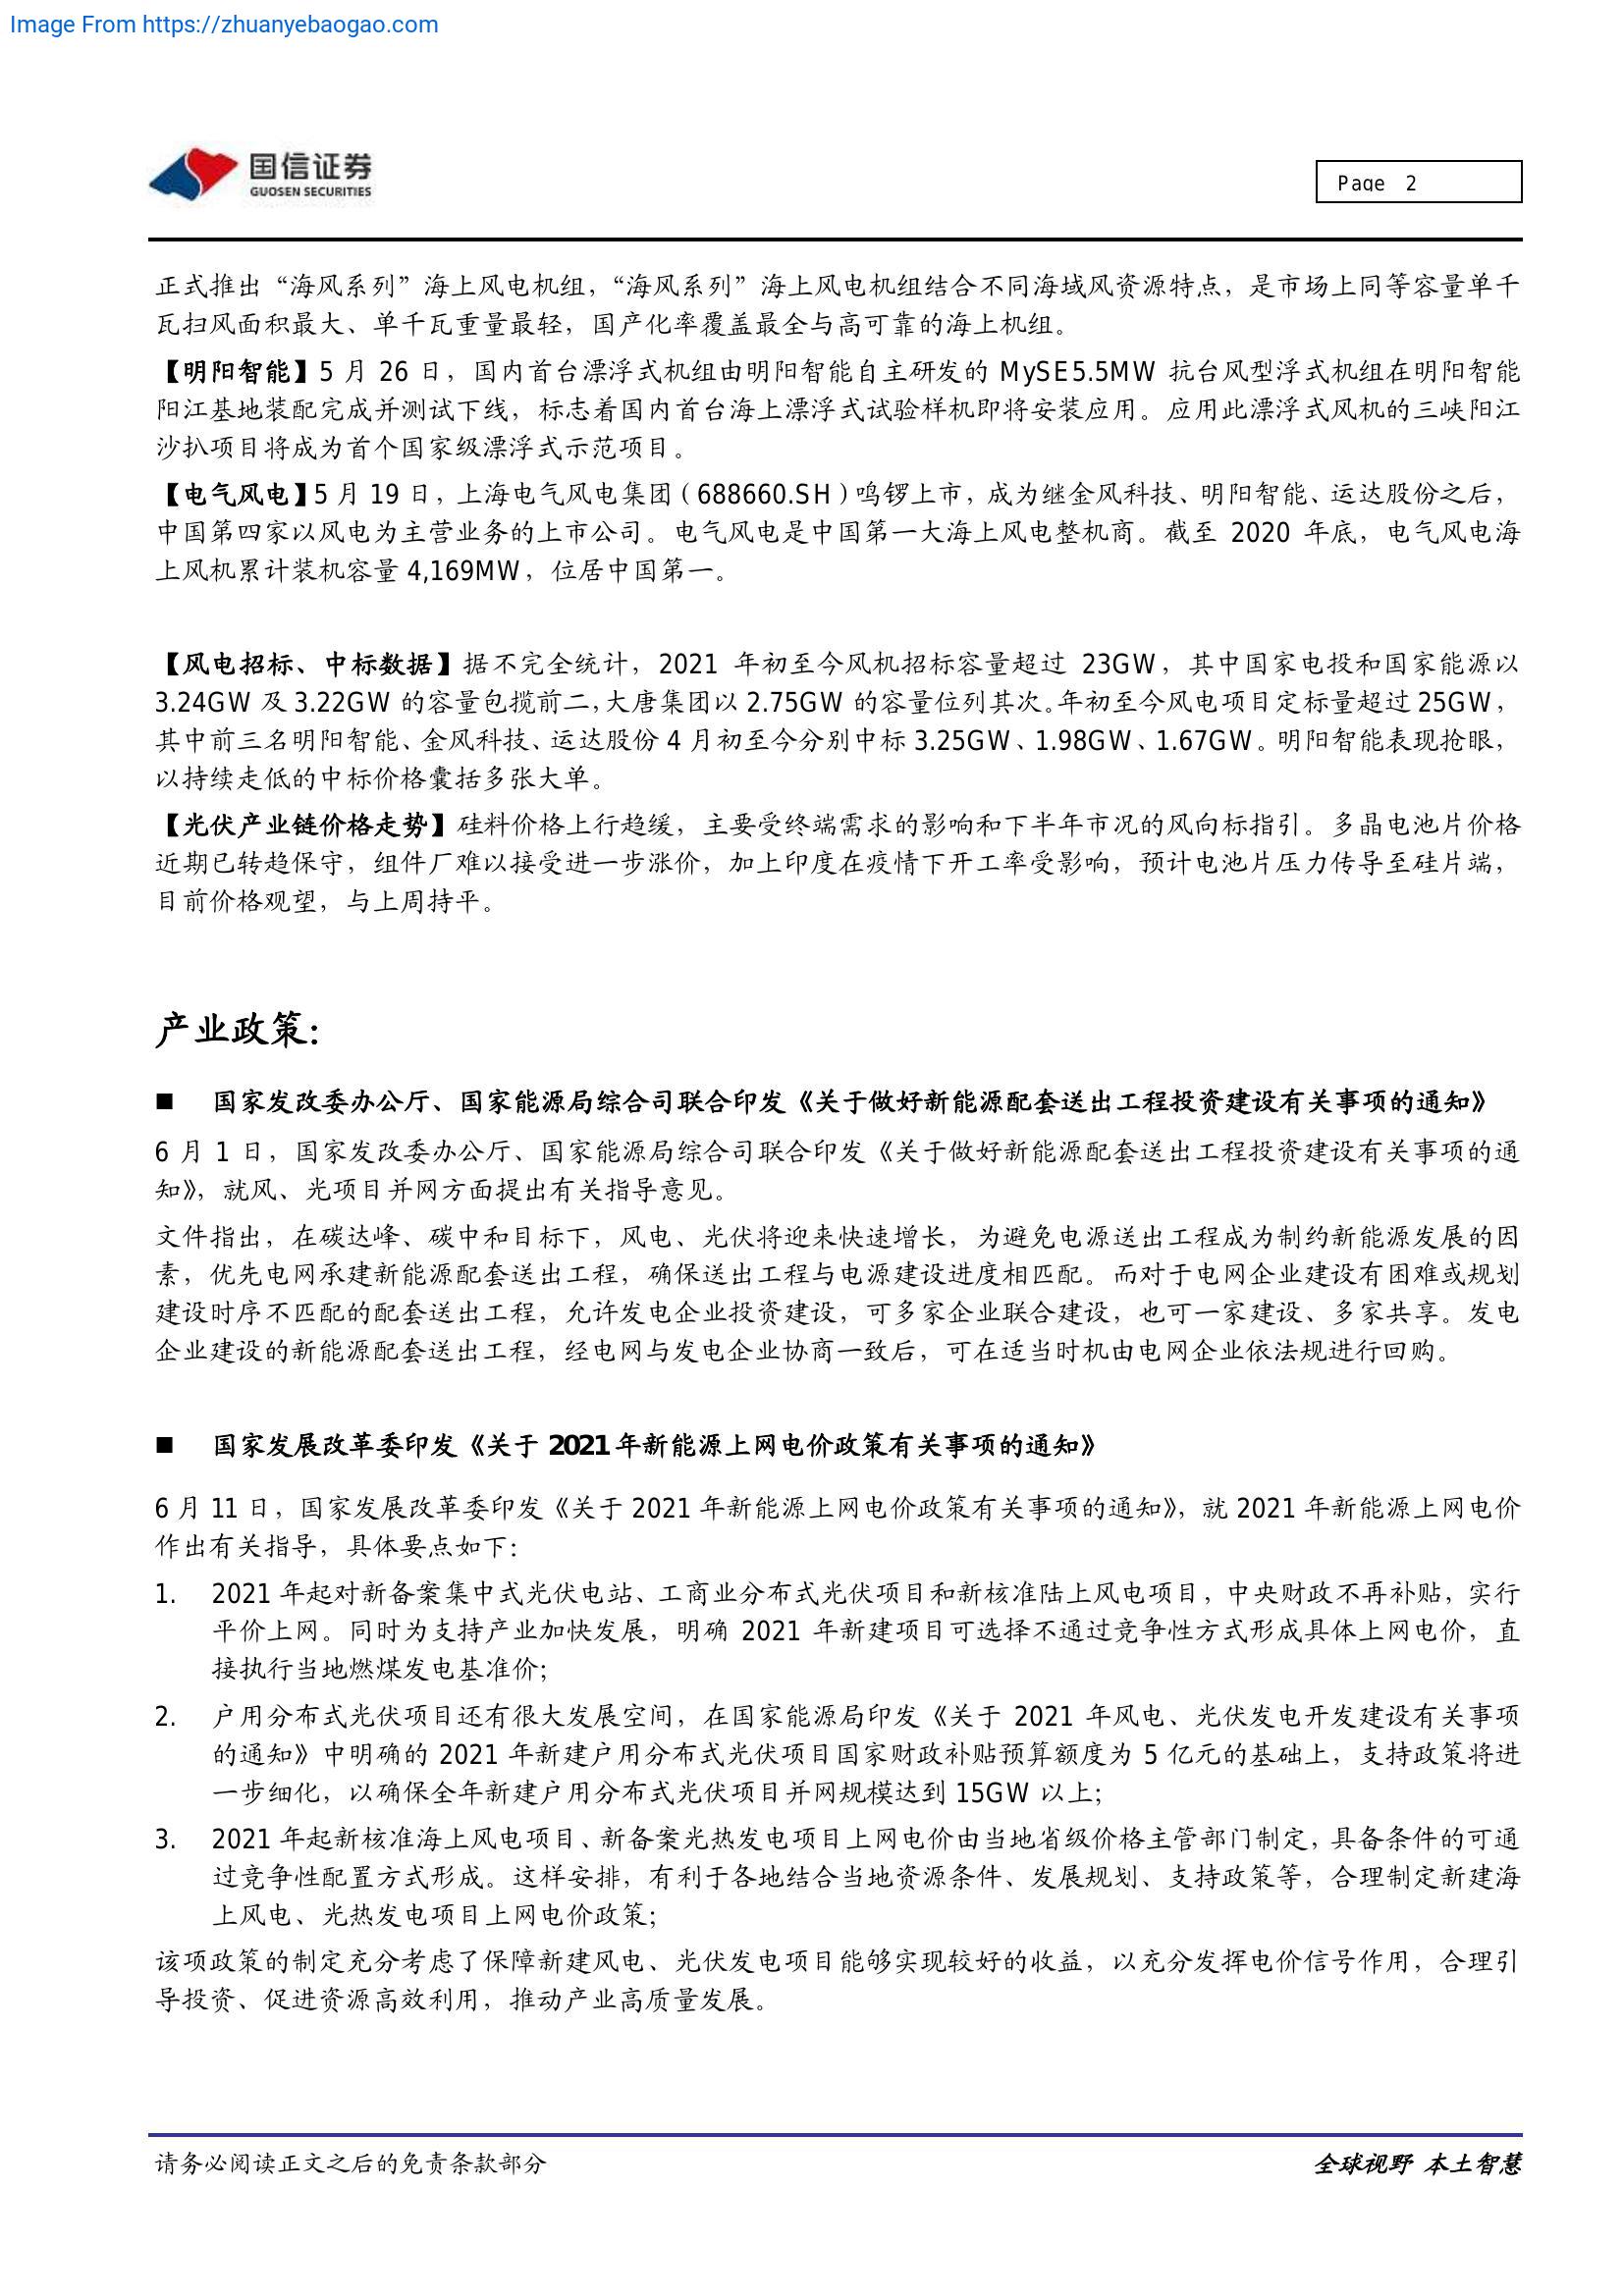 Image From https://zhuanyebaogao.com
国信证券
GUOSEN SECURITIES
Page 2
正式推出“海风系列”海上风电机组，“海风系列”海上风电机组结合不同海域风资源特点，是市场上同等容量单千
瓦扫风面积最大、单千瓦重量最轻，国产化率覆盖最全与高可靠的海上机组。
【明阳智能】5 月 26 日，国内首台漂浮式机组由明阳智能自主研发的 MySE5.5MW 抗台风型浮式机组在明阳智能
阳江基地装配完成并测试下线，标志着国内首台海上漂浮式试验样机即将安装应用。应用此漂浮式风机的三峡阳江
沙扒项目将成为首个国家级漂浮式示范项目。
【电气风电】5 月 19 日，上海电气风电集团（688660.SH）鸣锣上市，成为继金风科技、明阳智能、运达股份之后，
中国第四家以风电为主营业务的上市公司。电气风电是中国第一大海上风电整机商。截至 2020 年底，电气风电海
上风机累计装机容量 4,169MW，位居中国第一。
【风电招标、中标数据】据不完全统计，2021 年初至今风机招标容量超过 23GW，其中国家电投和国家能源以
3.24GW 及 3.22GW 的容量包揽前二，大唐集团以 2.75GW 的容量位列其次。年初至今风电项目定标量超过 25GW，
其中前三名明阳智能、金风科技、运达股份 4 月初至今分别中标 3.25GW、1.98GW、1.67GW。明阳智能表现抢眼，
以持续走低的中标价格囊括多张大单。
【光伏产业链价格走势】硅料价格上行趋缓，主要受终端需求的影响和下半年市况的风向标指引。多晶电池片价格
近期已转趋保守，组件厂难以接受进一步涨价，加上印度在疫情下开工率受影响，预计电池片压力传导至硅片端，
目前价格观望，与上周持平。
产业政策：
■ 国家发改委办公厅、国家能源局综合司联合印发《关于做好新能源配套送出工程投资建设有关事项的通知》
6 月 1 日，国家发改委办公厅、国家能源局综合司联合印发《关于做好新能源配套送出工程投资建设有关事项的通
知》，就风、光项目并网方面提出有关指导意见。
文件指出，在碳达峰、碳中和目标下，风电、光伏将迎来快速增长，为避免电源送出工程成为制约新能源发展的因
素，优先电网承建新能源配套送出工程，确保送出工程与电源建设进度相匹配。而对于电网企业建设有困难或规划
建设时序不匹配的配套送出工程，允许发电企业投资建设，可多家企业联合建设，也可一家建设、多家共享。发电
企业建设的新能源配套送出工程，经电网与发电企业协商一致后，可在适当时机由电网企业依法规进行回购。
■ 国家发展改革委印发《关于 2021 年新能源上网电价政策有关事项的通知》
6 月 11 日，国家发展改革委印发《关于 2021 年新能源上网电价政策有关事项的通知》，就 2021 年新能源上网电价
作出有关指导，具体要点如下：
1. 2021 年起对新备案集中式光伏电站、工商业分布式光伏项目和新核准陆上风电项目，中央财政不再补贴，实行
平价上网。同时为支持产业加快发展，明确 2021 年新建项目可选择不通过竞争性方式形成具体上网电价，直
接执行当地燃煤发电基准价；
2. 户用分布式光伏项目还有很大发展空间，在国家能源局印发《关于 2021 年风电、光伏发电开发建设有关事项
的通知》中明确的 2021 年新建户用分布式光伏项目国家财政补贴预算额度为 5 亿元的基础上，支持政策将进
一步细化，以确保全年新建户用分布式光伏项目并网规模达到 15GW 以上；
3. 2021 年起新核准海上风电项目、新备案光热发电项目上网电价由当地省级价格主管部门制定，具备条件的可通
过竞争性配置方式形成。这样安排，有利于各地结合当地资源条件、发展规划、支持政策等，合理制定新建海
上风电、光热发电项目上网电价政策；
该项政策的制定充分考虑了保障新建风电、光伏发电项目能够实现较好的收益，以充分发挥电价信号作用，合理引
导投资、促进资源高效利用，推动产业高质量发展。
请务必阅读正文之后的免责条款部分
全球视野 本土智慧